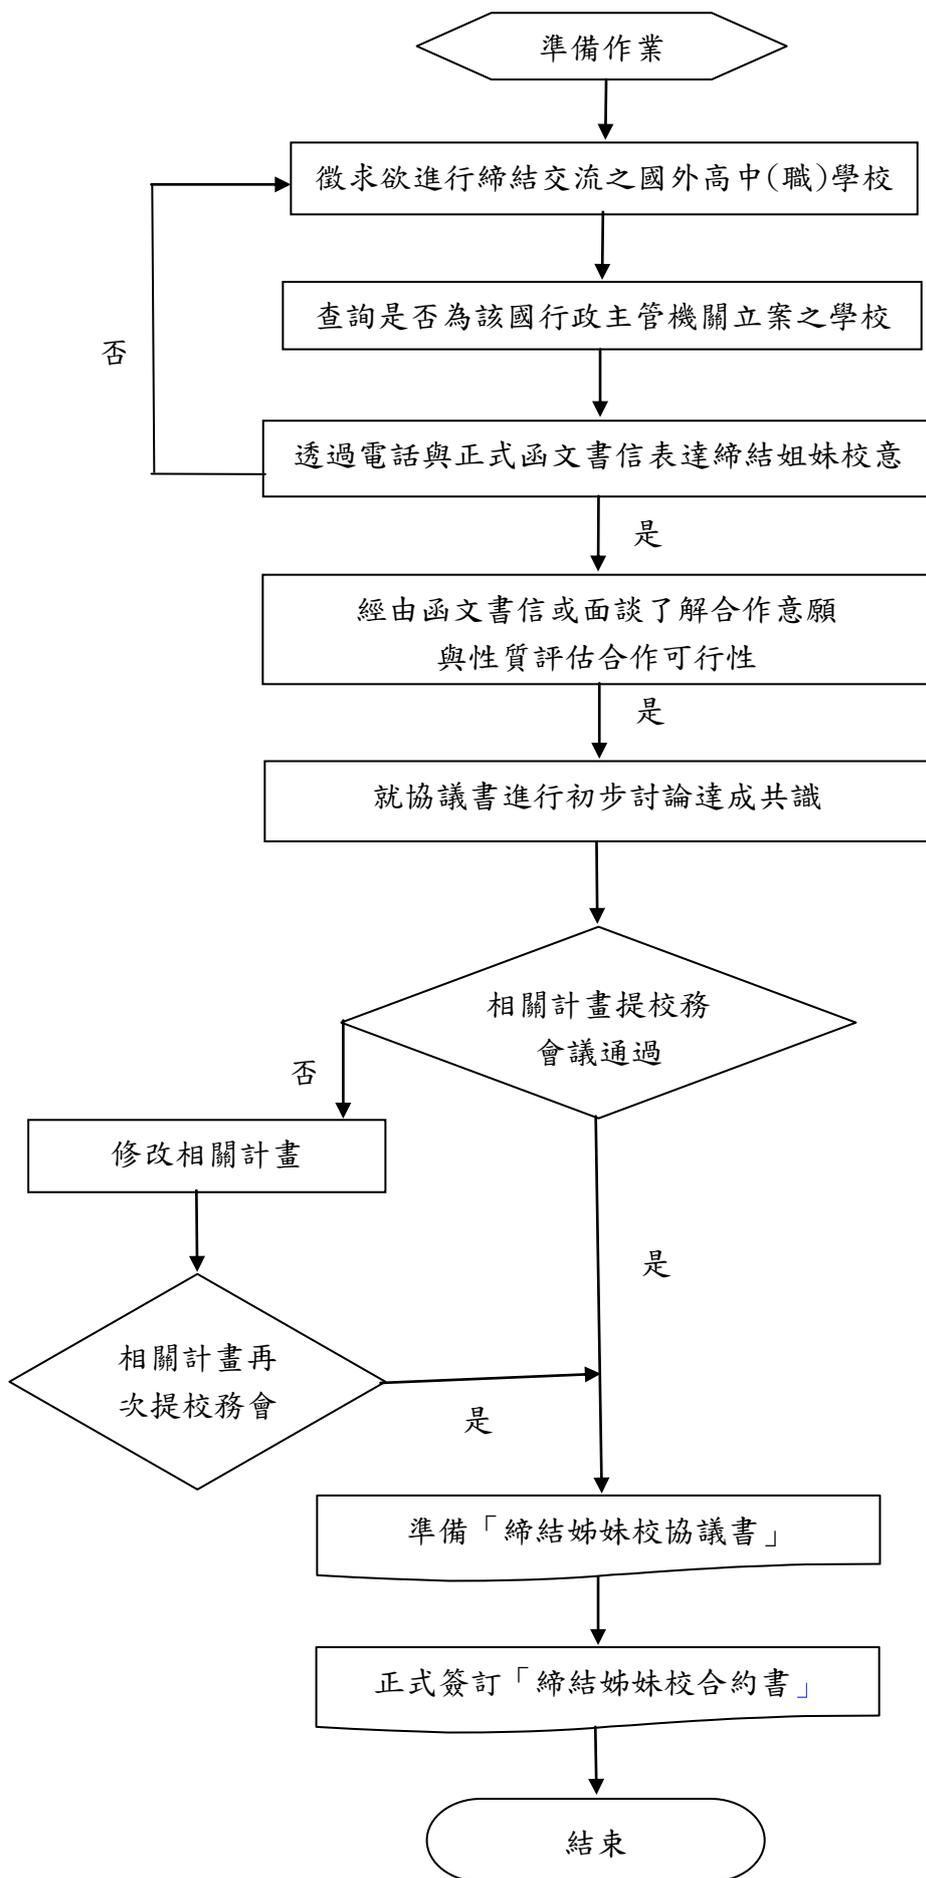 準備作業
徵求欲進行締結交流之國外高中(職)學校
查詢是否為該國行政主管機關立案之學校
否
透過電話與正式函文書信表達締結姐妹校意
是
經由函文書信或面談了解合作意願
與性質評估合作可行性
是
就協議書進行初步討論達成共識
相關計畫提校務
會議通過
否
修改相關計畫
是
相關計畫再
次提校務會
是
準備「締結姊妹校協議書」
正式簽訂「締結姊妹校合約書」
結束